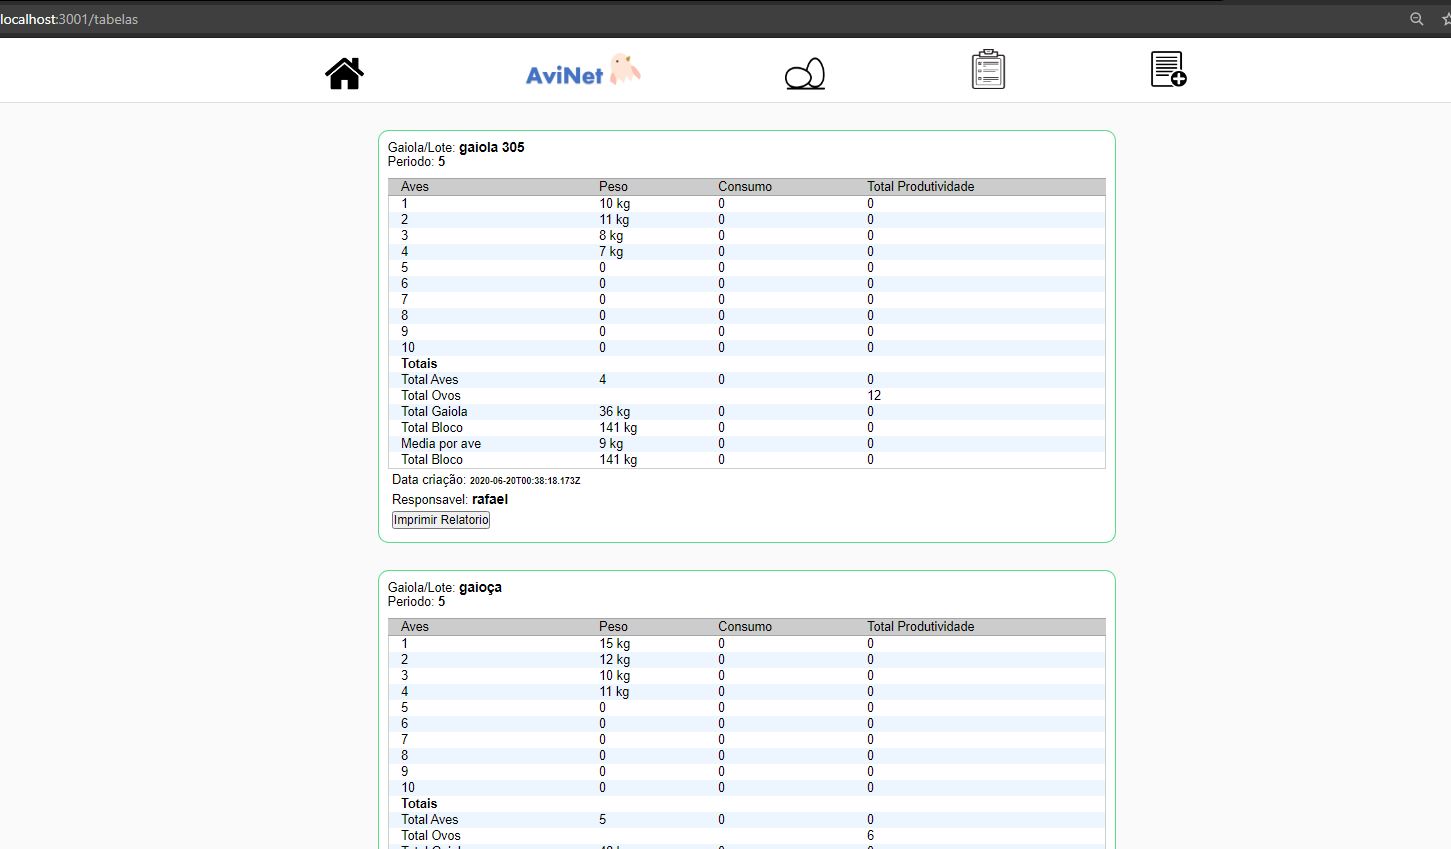 localhost:3001/tabelas
AviNet
Gaiola/Lote: gaiola 305
Periodo: 5
Aves Peso Consumo Total Produtividade
1 10 kg 0 0
2 11 kg 0 0
3 8 kg 0 0
4 7 kg 0 0
5 0 0 0
6 0 0 0
7 0 0 0
8 0 0 0
9 0 0 0
10 0 0 0
Totais
Total Aves 4 0 0
Total Ovos 12
Total Gaiola 36 kg 0 0
Total Bloco 141 kg 0 0
Media por ave 9 kg 0 0
Total Bloco 141 kg 0 0
Data criação: 2020-06-20T00:38:18.173Z
Responsavel: rafael
Imprimir Relatorio
Gaiola/Lote: gaioça
Periodo: 5
Aves Peso Consumo Total Produtividade
1 15 kg 0 0
2 12 kg 0 0
3 10 kg 0 0
4 11 kg 0 0
5 0 0 0
6 0 0 0
7 0 0 0
8 0 0 0
9 0 0 0
10 0 0 0
Totais
Total Aves 5 0 0
Total Ovos 6